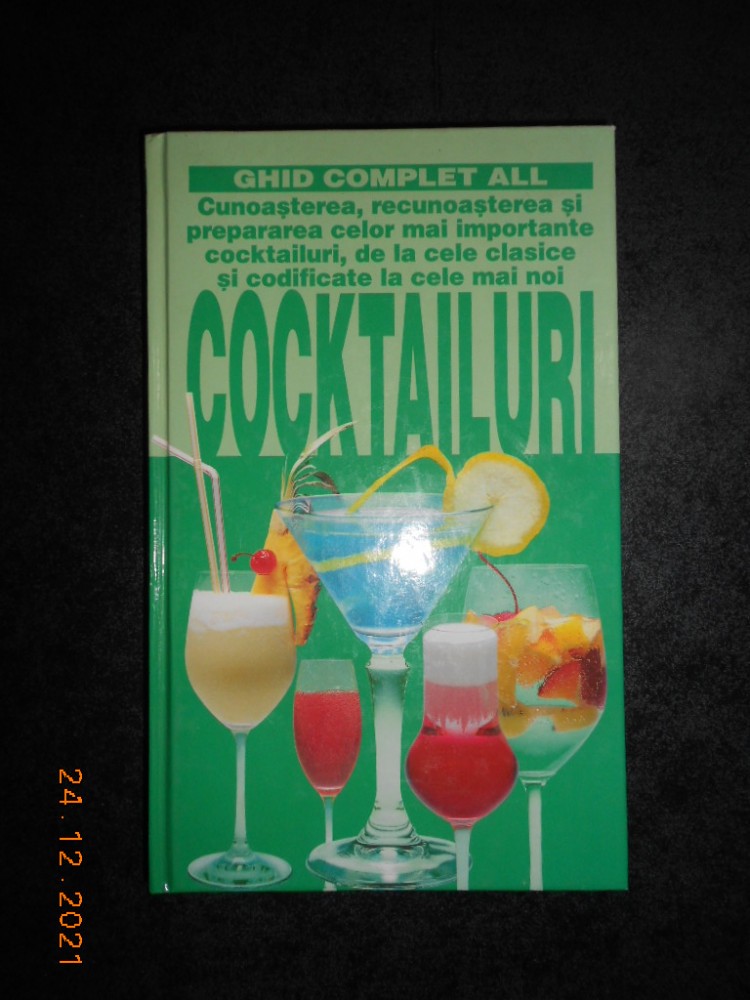 GHID COMPLET ALL
Cunoașterea, recunoașterea și
prepararea celor mai importante
cocktailuri, de la cele clasice
și codificate la cele mai noi
COCKTAILURI
24.12.2021